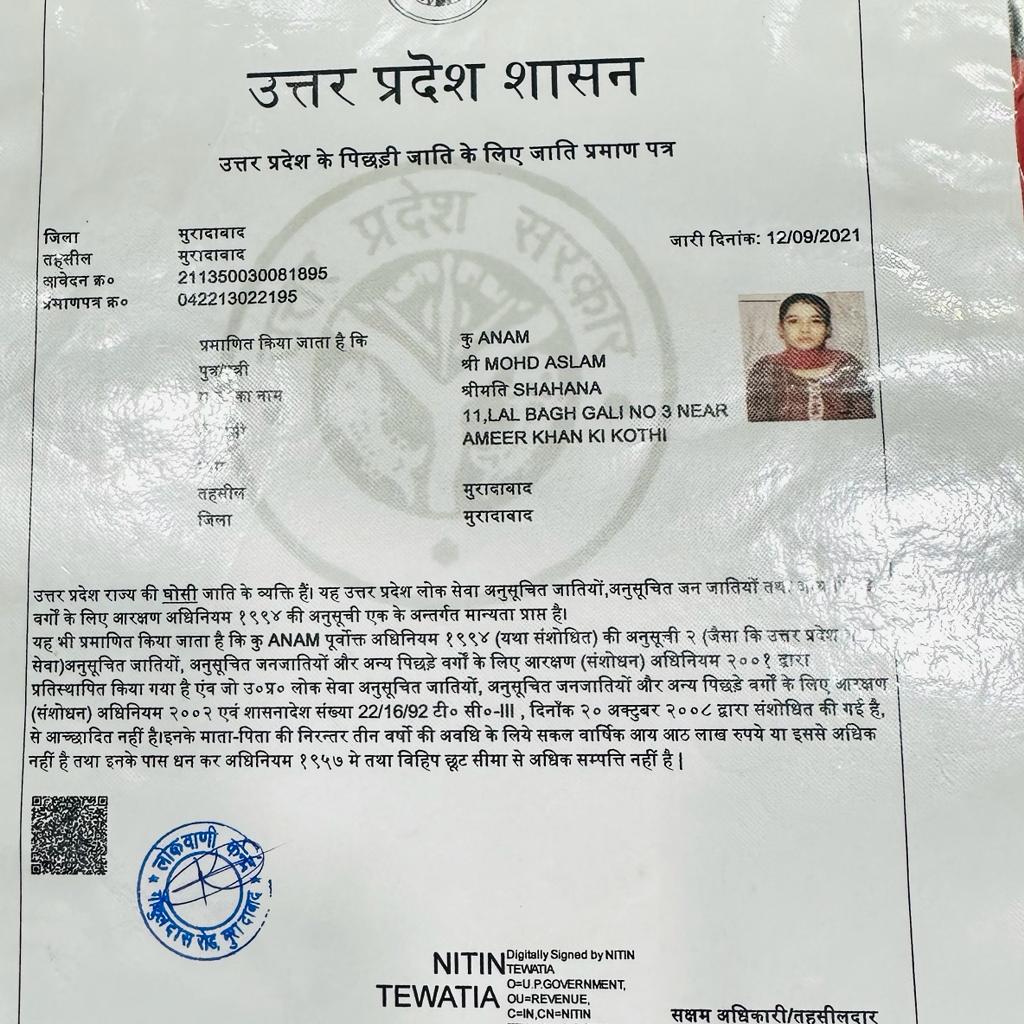 उत्तर प्रदेश शासन
उत्तर प्रदेश के पिछड़ी जाति के लिए जाति प्रमाण पत्र
जिला मुरादाबाद
तहसील मुरादाबाद
जारी दिनांक: 12/09/2021
आवेदन क्र० 211350030081895
प्रमाणपत्र क्र० 042213022195
प्रमाणित किया जाता है कि कु ANAM
पुत्र/पुत्री श्री MOHD ASLAM
का नाम श्रीमति SHAHANA
11,LAL BAGH GALI NO 3 NEAR
AMEER KHAN KI KOTHI
तहसील मुरादाबाद
जिला मुरादाबाद
उत्तर प्रदेश राज्य की घोसी जाति के व्यक्ति हैं। यह उत्तर प्रदेश लोक सेवा अनुसूचित जातियों,अनुसूचित जन जातियों
वर्गों के लिए आरक्षण अधिनियम १९९४ की अनुसूची एक के अन्तर्गत मान्यता प्राप्त है।
यह भी प्रमाणित किया जाता है कि कु ANAM पूर्वोक्त अधिनियम १९९४ (यथा संशोधित) की अनुसूची २ (जैसा कि उत्तर प्रदेश
सेवा)अनुसूचित जातियों, अनुसूचित जनजातियों और अन्य पिछड़े वर्गों के लिए आरक्षण (संशोधन) अधिनियम २००१ द्वारा
प्रतिस्थापित किया गया है एंव जो उ०प्र० लोक सेवा अनुसूचित जातियों, अनुसूचित जनजातियों और अन्य पिछड़े वर्गों के लिए आरक्षण
(संशोधन) अधिनियम २००२ एवं शासनादेश संख्या 22/16/92 टी० सी०-III , दिनाँक २० अक्टुबर २००८ द्वारा संशोधित की गई है,
से आच्छादित नहीं है।इनके माता-पिता की निरन्तर तीन वर्षो की अवधि के लिये सकल वार्षिक आय आठ लाख रुपये या इससे अधिक
नहीं है तथा इनके पास धन कर अधिनियम १९५७ मे तथा विहिप छूट सीमा से अधिक सम्पत्ति नहीं है |
लोकवाणी केन्द्र
गोकुलदास रोड, मुरादाबाद
NITIN
TEWATIA
Digitally Signed by NITIN
TEWATIA
O=U.P.GOVERNMENT,
OU=REVENUE,
C=IN,CN=NITIN
सक्षम अधिकारी/तहसीलदार